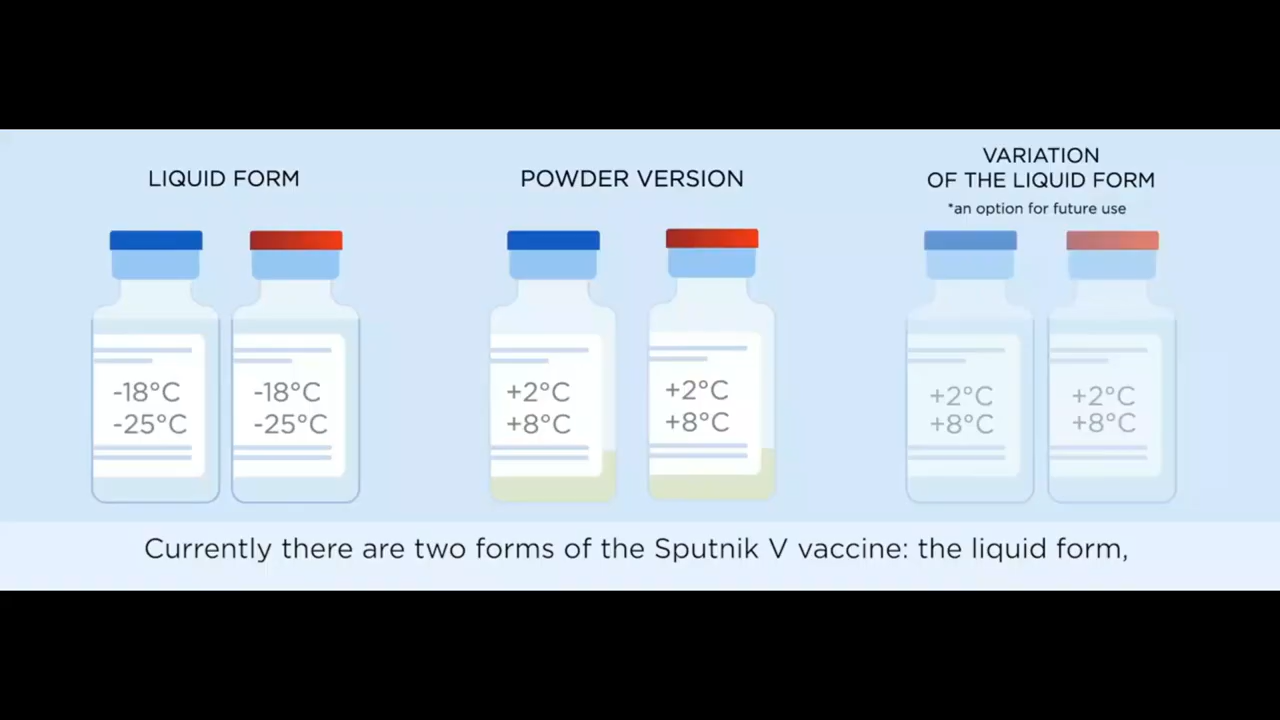 LIQUID FORM
-18°C
-25°C
-18°C
-25°C
POWDER VERSION
+2°C
+8°C
+2°C
+8°C
VARIATION
OF THE LIQUID FORM
*an option for future use
+2°C
+8°C
+2°C
+8°C
Currently there are two forms of the Sputnik V vaccine: the liquid form,